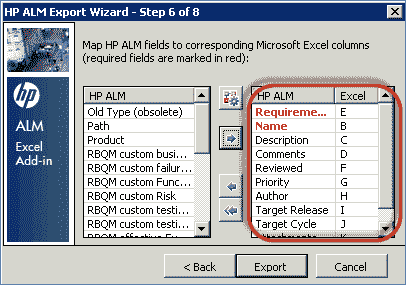 HP ALM Export Wizard - Step 6 of 8
hp
ALM
Excel
Add-in
Map HP ALM fields to corresponding Microsoft Excel columns
(required fields are marked in red):
HP ALM
Old Type (obsolete)
Path
Product
RBQM custom busi...
RBQM custom failur...
RBQM custom Func...
RBQM custom Risk
RBQM custom testi...
RBQM custom testi...
HP ALM Excel
Requireme... E
Name B
Description C
Comments D
Reviewed F
Priority G
Author H
Target Release I
Target Cycle J
< Back Export Cancel